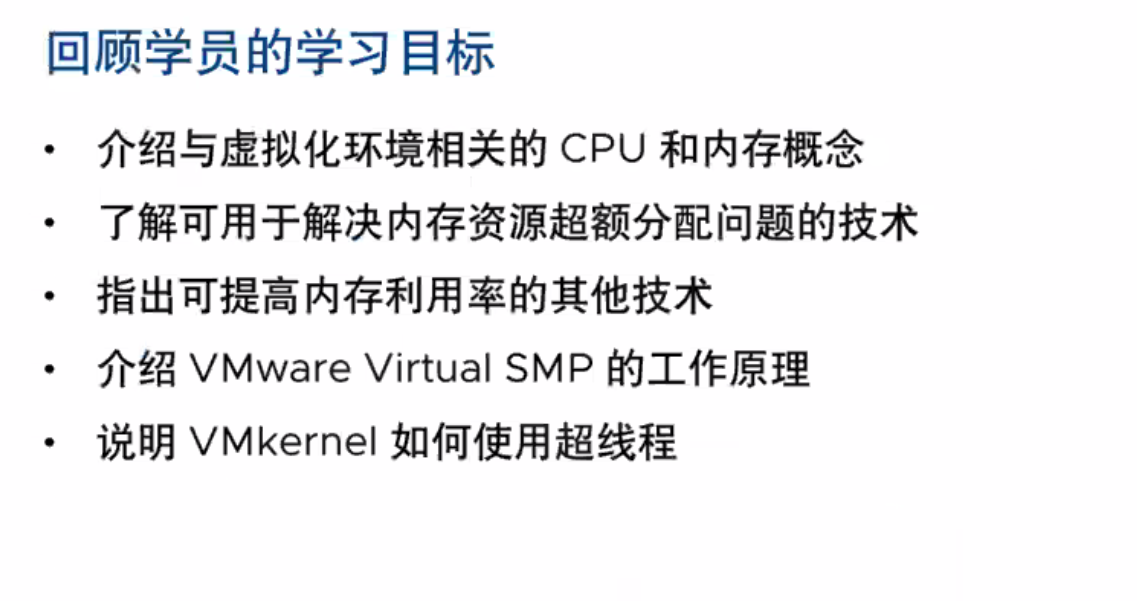 回顾学员的学习目标
• 介绍与虚拟化环境相关的 CPU 和内存概念
• 了解可用于解决内存资源超额分配问题的技术
• 指出可提高内存利用率的其他技术
• 介绍 VMware Virtual SMP 的工作原理
• 说明 VMkernel 如何使用超线程